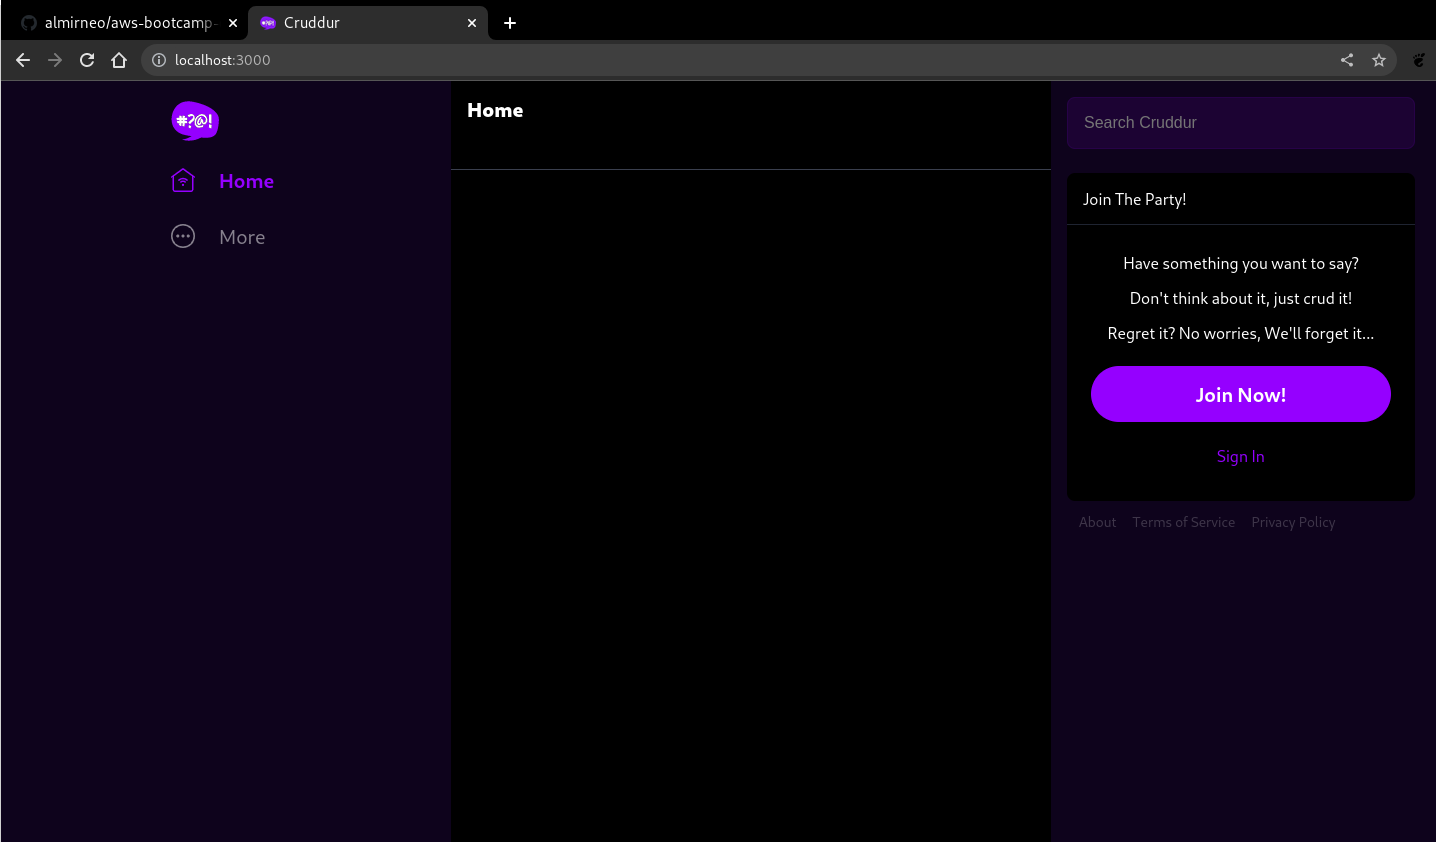 almirneo/aws-bootcamp-
Cruddur
localhost:3000
#?@!
Home
More
Home
Search Cruddur
Join The Party!
Have something you want to say?
Don't think about it, just crud it!
Regret it? No worries, We'll forget it...
Join Now!
Sign In
About Terms of Service Privacy Policy